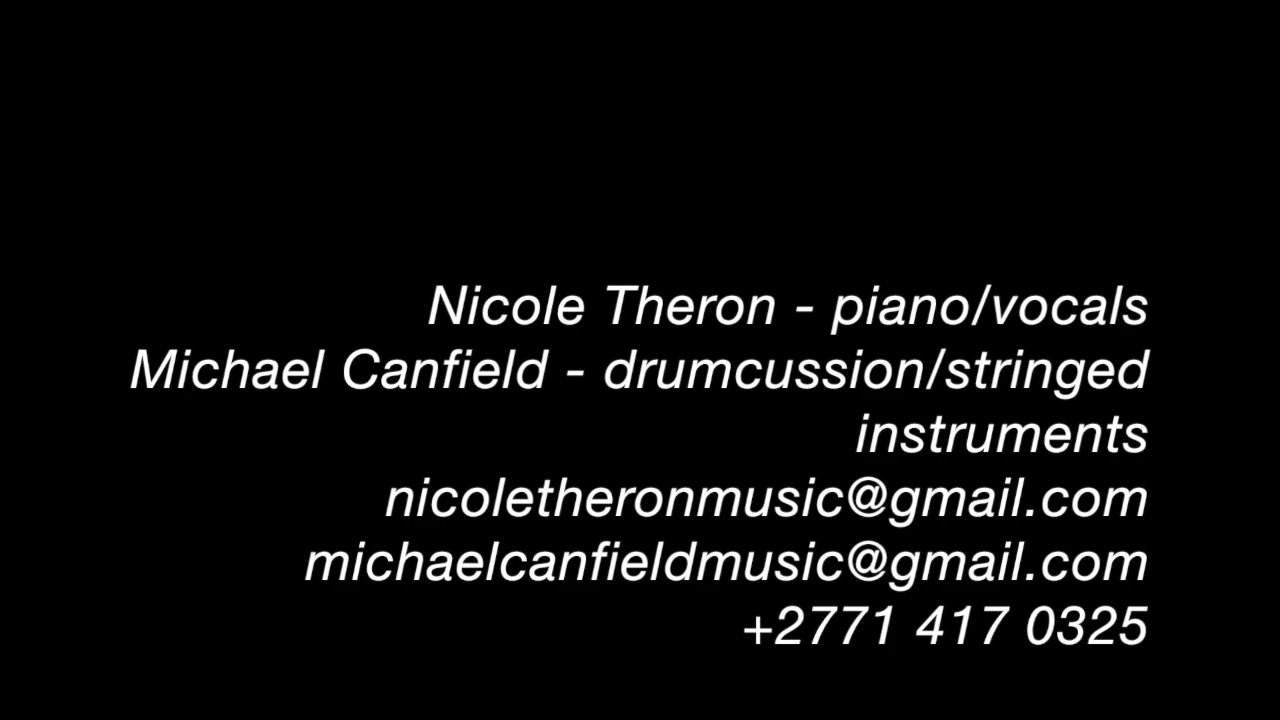 Nicole Theron - piano/vocals
Michael Canfield - drumcussion/stringed
instruments
nicoletheronmusic@gmail.com
michaelcanfieldmusic@gmail.com
+2771 417 0325